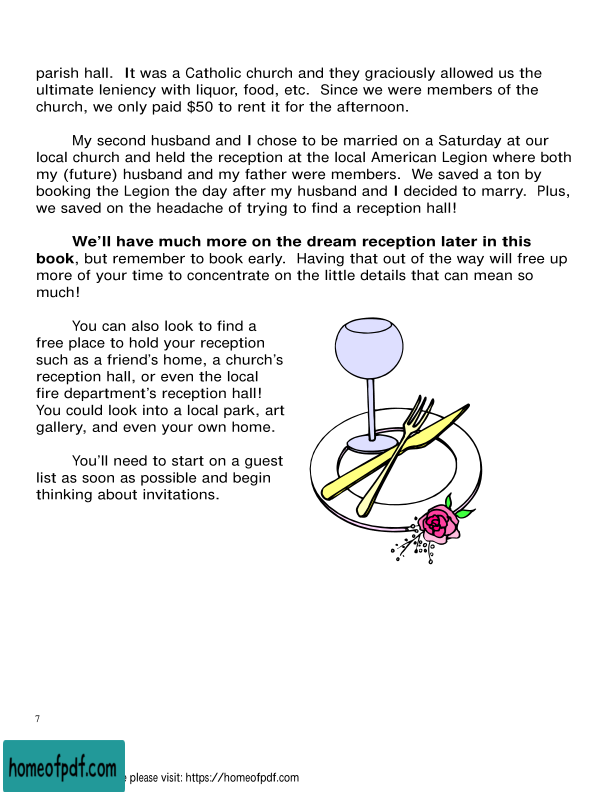 parish hall.  It was a Catholic church and they graciously allowed us the
ultimate leniency with liquor, food, etc.  Since we were members of the
church, we only paid $50 to rent it for the afternoon.
My second husband and I chose to be married on a Saturday at our
local church and held the reception at the local American Legion where both
my (future) husband and my father were members.  We saved a ton by
booking the Legion the day after my husband and I decided to marry.  Plus,
we saved on the headache of trying to find a reception hall!
We'll have much more on the dream reception later in this
book, but remember to book early.  Having that out of the way will free up
more of your time to concentrate on the little details that can mean so
much!
You can also look to find a
free place to hold your reception
such as a friend's home, a church's
reception hall, or even the local
fire department's reception hall!
You could look into a local park, art
gallery, and even your own home.
You'll need to start on a guest
list as soon as possible and begin
thinking about invitations.
7
homeofpdf.com
please visit: https://homeofpdf.com